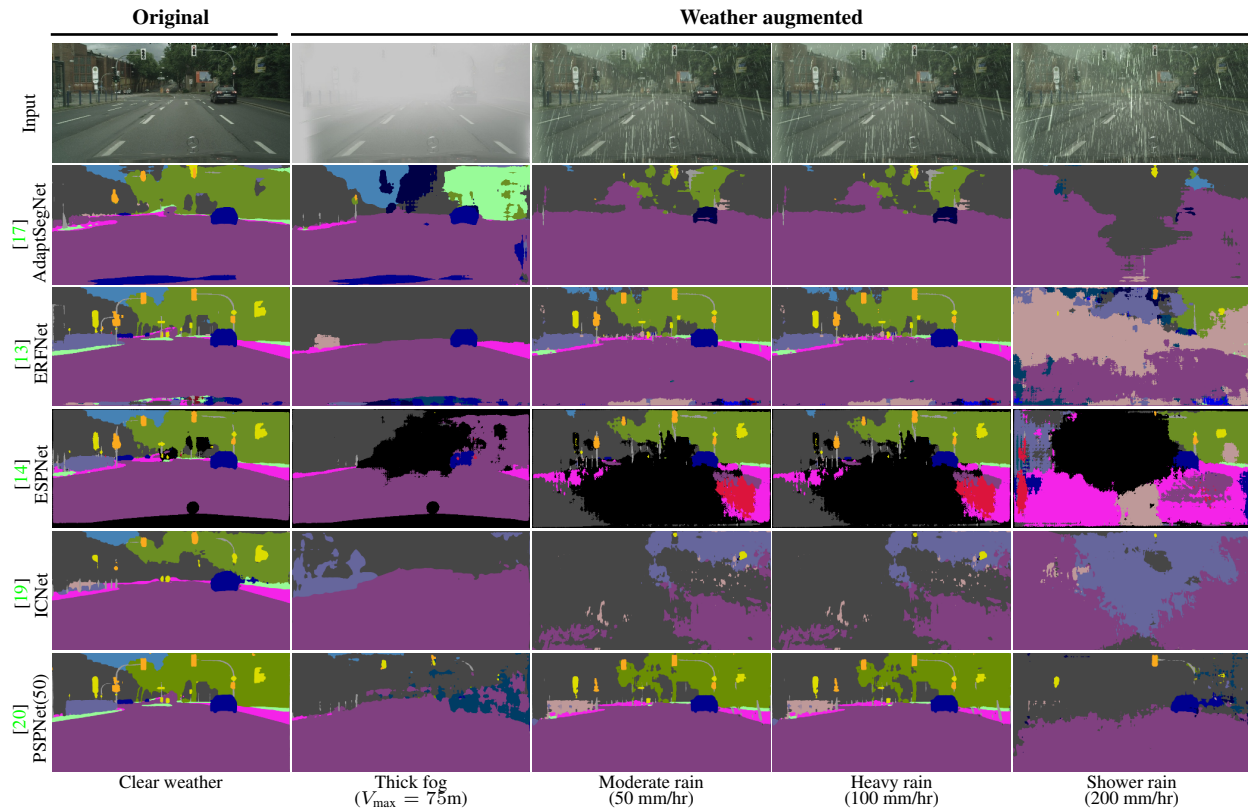 Original
Weather augmented
Input
[17]
AdaptSegNet
[13]
ERFNet
[14]
ESPNet
[19]
ICNet
[20]
PSPNet(50)
Clear weather
Thick fog
(Vmax = 75m)
Moderate rain
(50 mm/hr)
Heavy rain
(100 mm/hr)
Shower rain
(200 mm/hr)